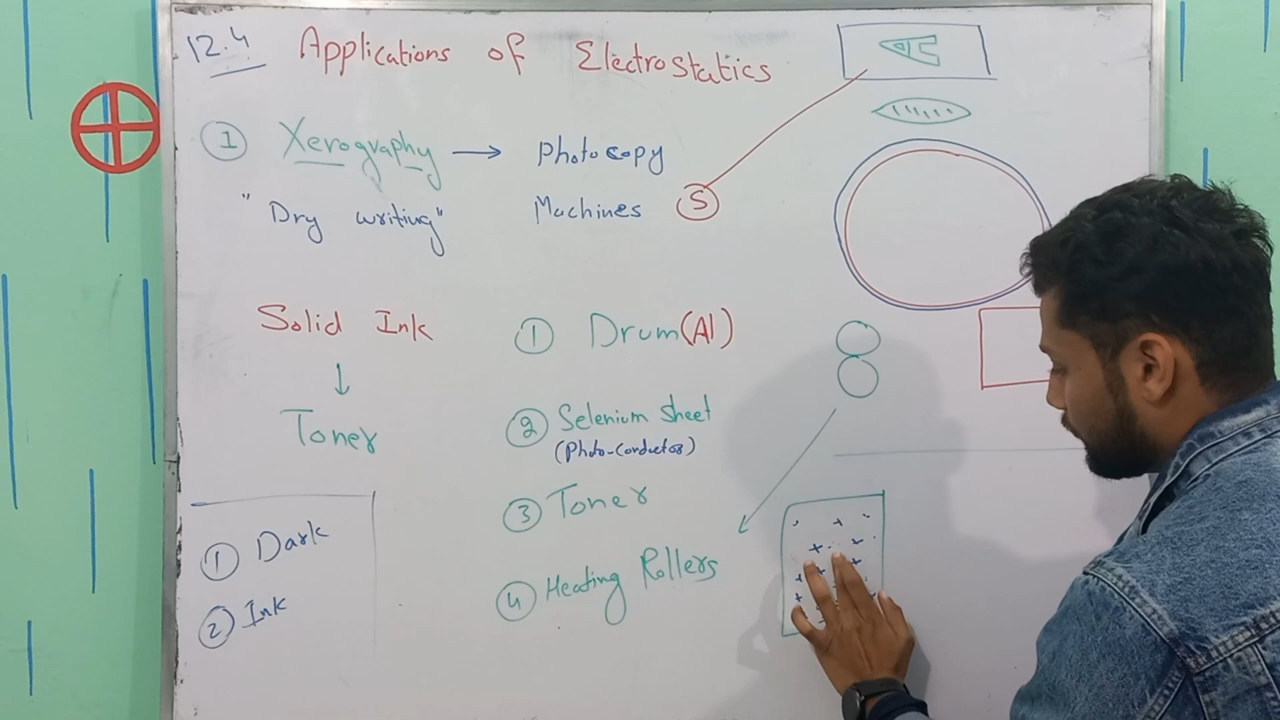 12.4 Applications of Electrostatics
① Xerography → Photocopy
"Dry writing" Machines Ⓢ
Solid Ink
↓
Toner
① Drum(Al)
② Selenium sheet
(Photo-conductor)
③ Toner
④ Heating Rollers
① Dark
② Ink